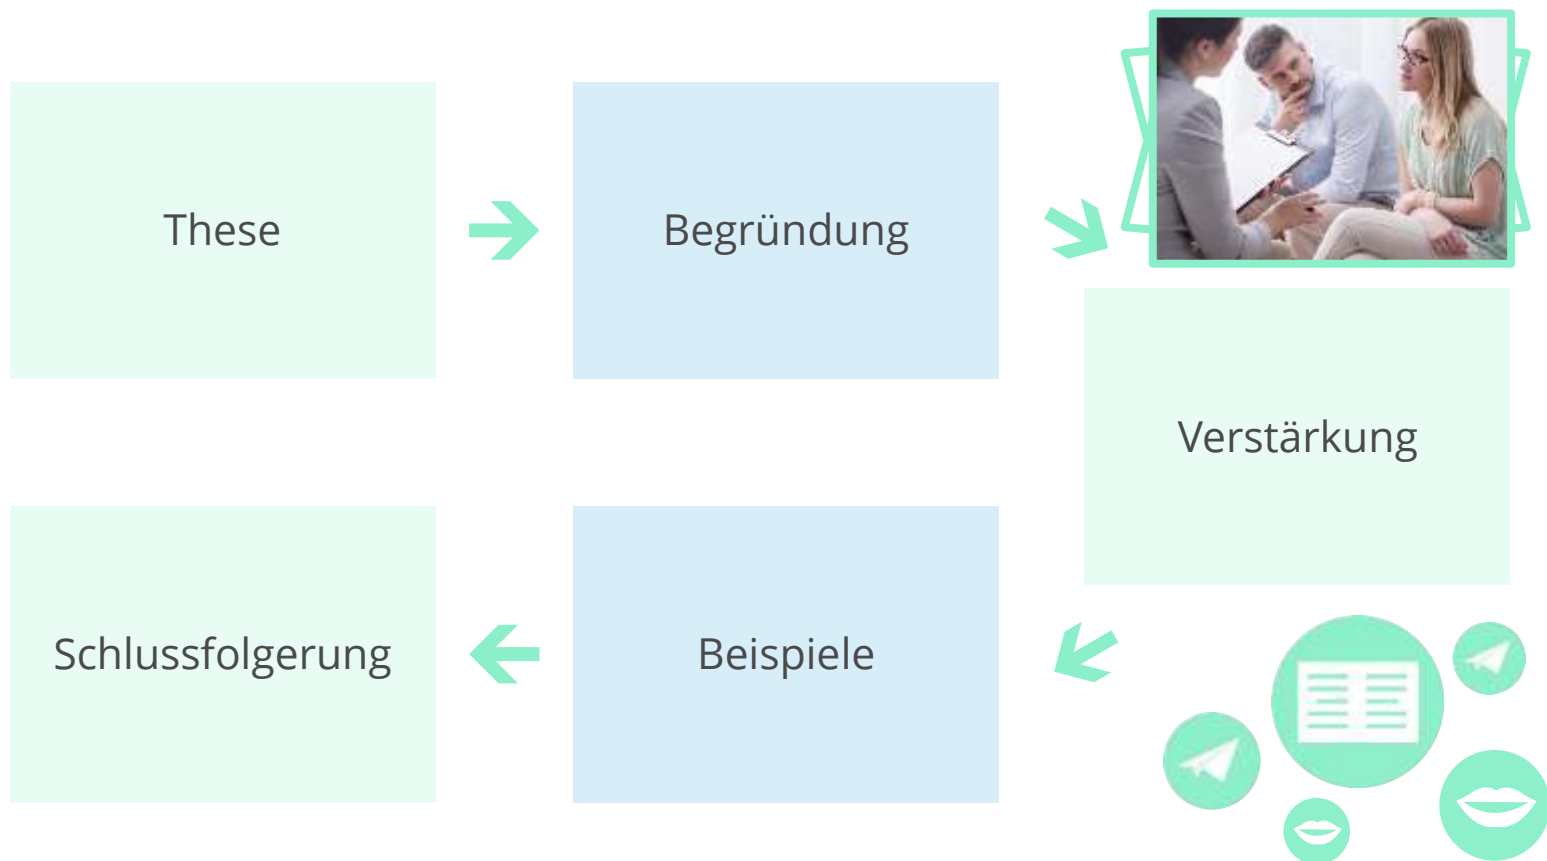 These
Begründung
Verstärkung
Beispiele
Schlussfolgerung